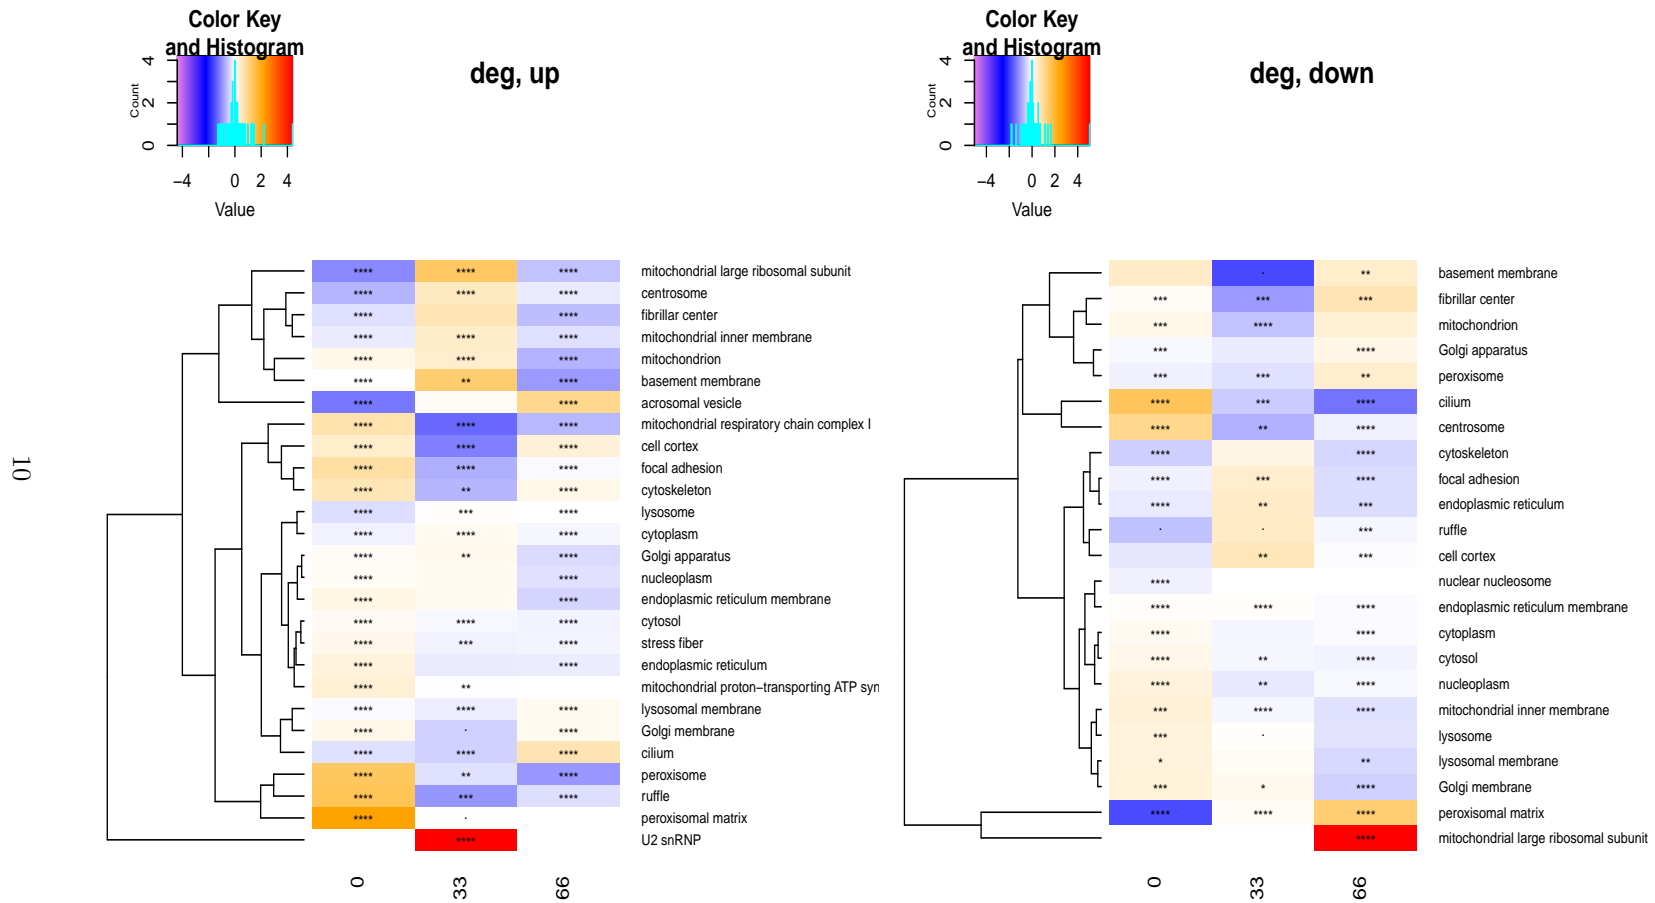 Color Key
and Histogram
Count
0 2 4
−4 0 2 4
Value
deg, up
**** **** **** mitochondrial large ribosomal subunit
**** **** **** centrosome
**** **** fibrillar center
**** **** **** mitochondrial inner membrane
**** **** **** mitochondrion
**** ** **** basement membrane
**** **** acrosomal vesicle
**** **** **** mitochondrial respiratory chain complex I
**** **** **** cell cortex
**** **** **** focal adhesion
**** ** **** cytoskeleton
**** *** **** lysosome
**** **** **** cytoplasm
**** ** **** Golgi apparatus
**** **** nucleoplasm
**** **** endoplasmic reticulum membrane
**** **** **** cytosol
**** *** **** stress fiber
**** **** endoplasmic reticulum
**** ** mitochondrial proton−transporting ATP syn
**** **** **** lysosomal membrane
**** . **** Golgi membrane
**** **** **** cilium
**** ** **** peroxisome
**** *** **** ruffle
**** . peroxisomal matrix
**** U2 snRNP
0 33 66
Color Key
and Histogram
Count
0 2 4
−4 0 2 4
Value
deg, down
. ** basement membrane
*** *** *** fibrillar center
*** **** mitochondrion
*** **** Golgi apparatus
*** *** ** peroxisome
**** *** **** cilium
**** ** **** centrosome
**** **** cytoskeleton
**** *** **** focal adhesion
**** ** *** endoplasmic reticulum
. . *** ruffle
** *** cell cortex
**** nuclear nucleosome
**** **** **** endoplasmic reticulum membrane
**** **** cytoplasm
**** ** **** cytosol
**** ** **** nucleoplasm
*** **** **** mitochondrial inner membrane
*** . lysosome
* ** lysosomal membrane
*** * **** Golgi membrane
**** **** **** peroxisomal matrix
**** mitochondrial large ribosomal subunit
0 33 66
10